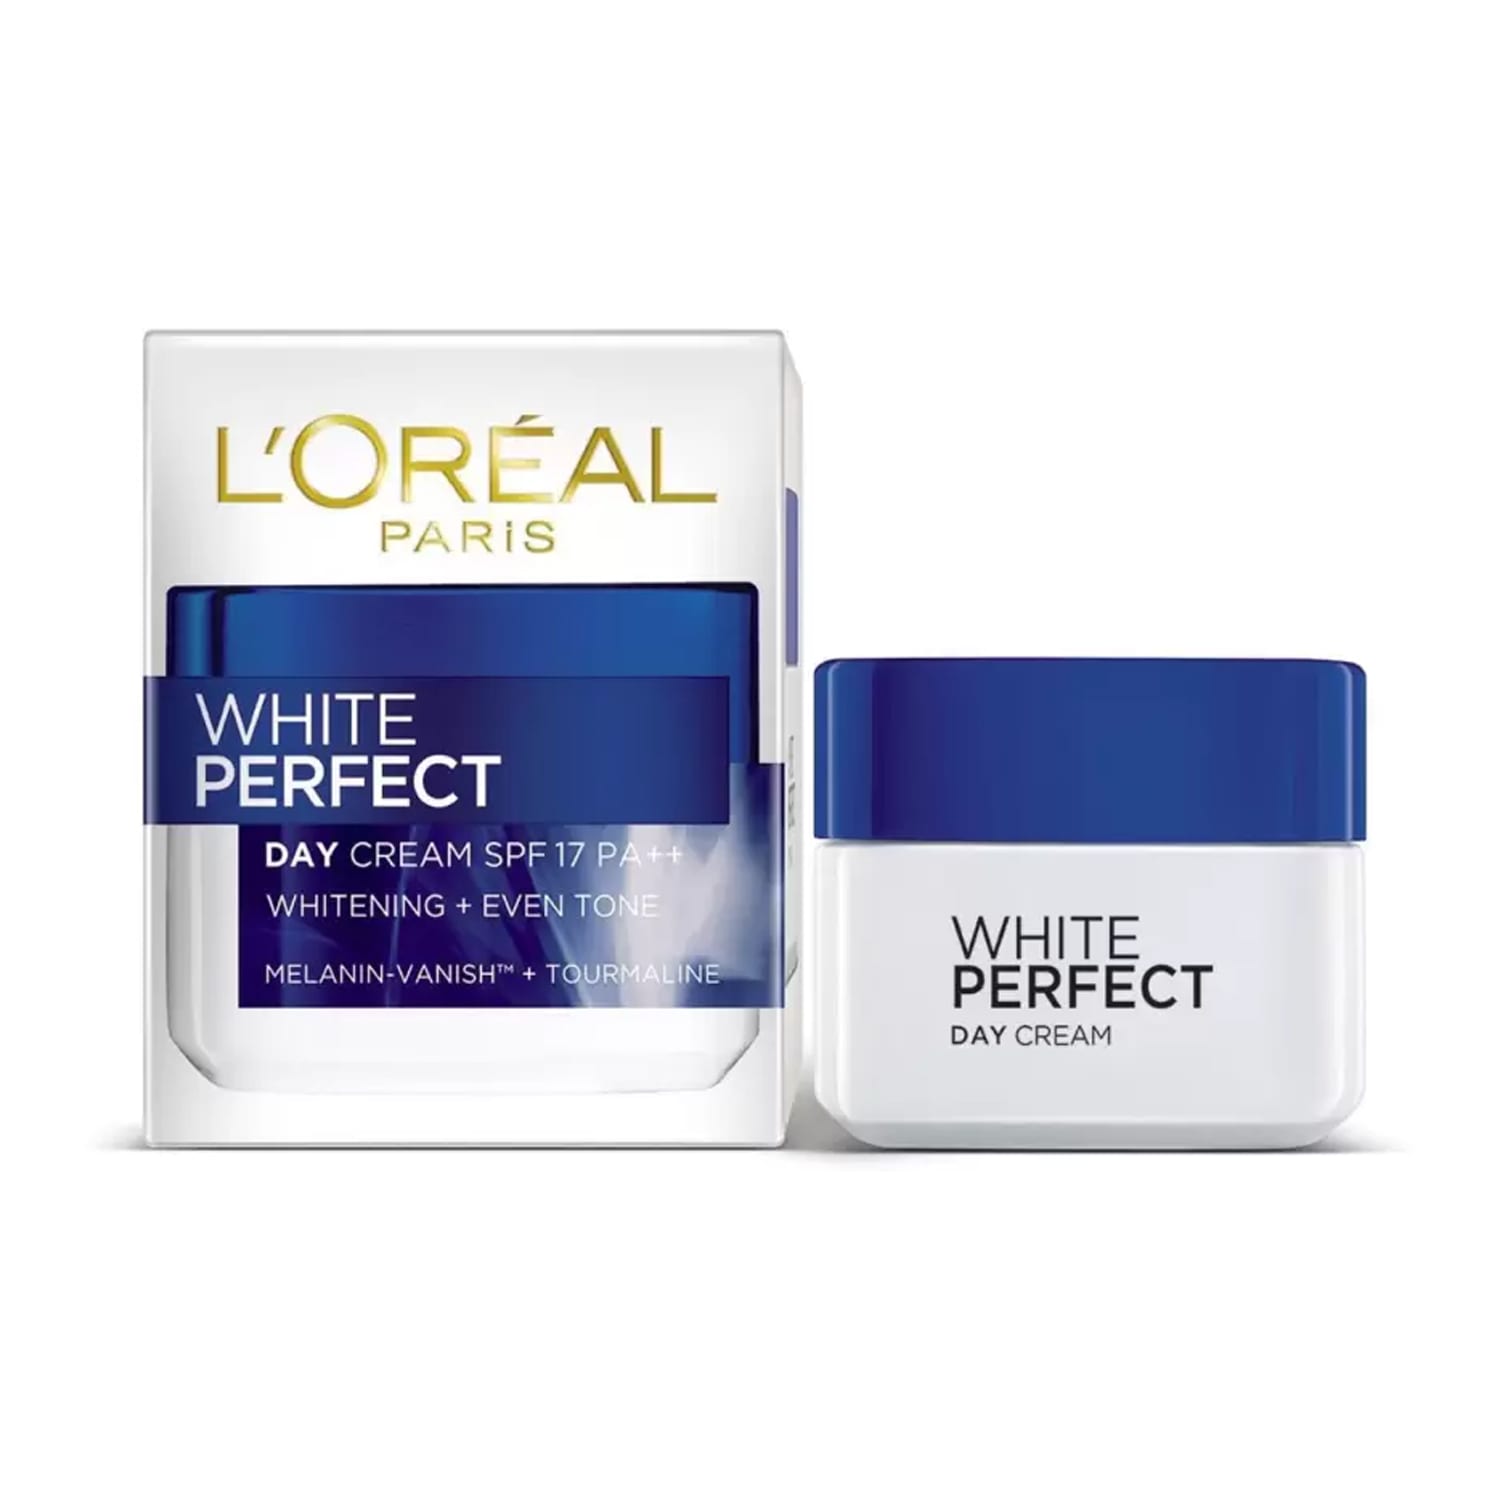 L'ORÉAL
PARiS
WHITE
PERFECT
DAY CREAM SPF 17 PA++
WHITENING + EVEN TONE
MELANIN-VANISH™ + TOURMALINE
WHITE
PERFECT
DAY CREAM